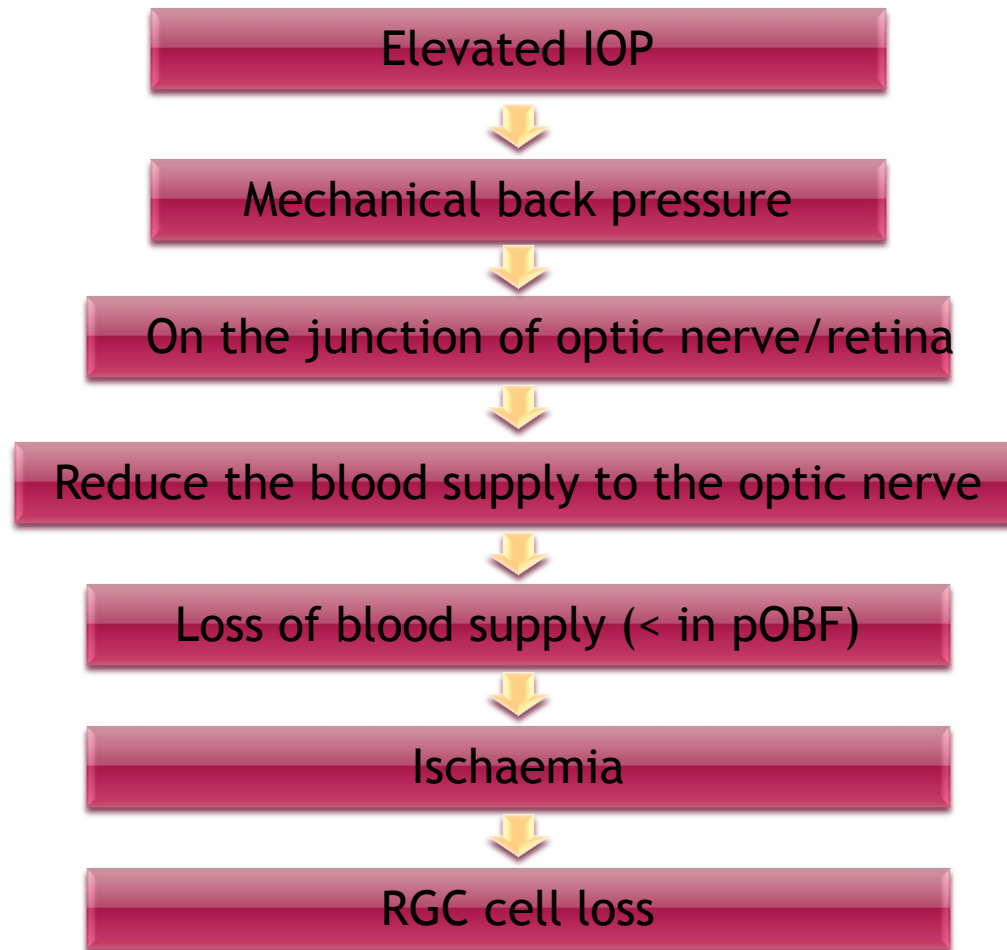 Elevated IOP
Mechanical back pressure
On the junction of optic nerve/retina
Reduce the blood supply to the optic nerve
Loss of blood supply (< in pOBF)
Ischaemia
RGC cell loss